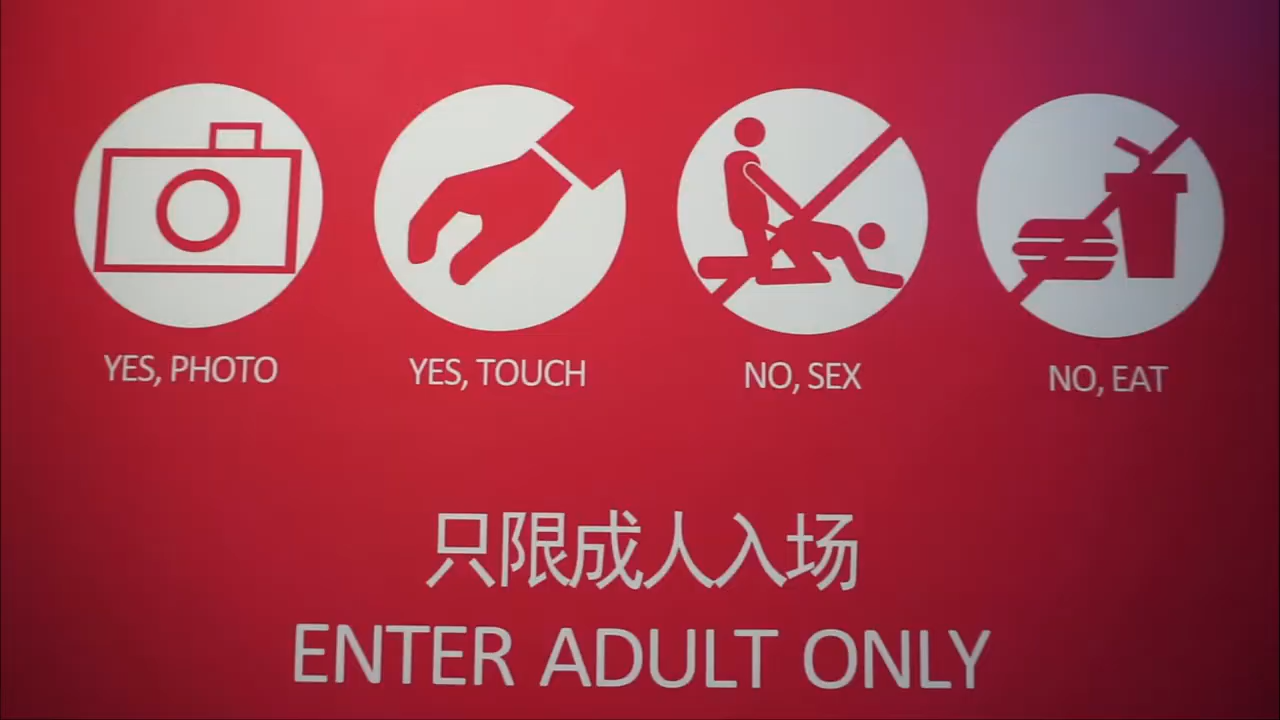 YES, PHOTO
YES, TOUCH
NO, SEX
NO, EAT
只限成人入场
ENTER ADULT ONLY